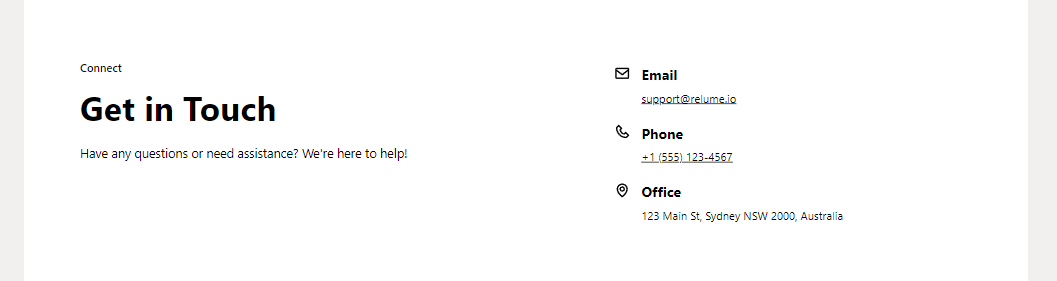 Connect
Get in Touch
Have any questions or need assistance? We're here to help!
Email
support@relume.io
Phone
+1 (555) 123-4567
Office
123 Main St, Sydney NSW 2000, Australia